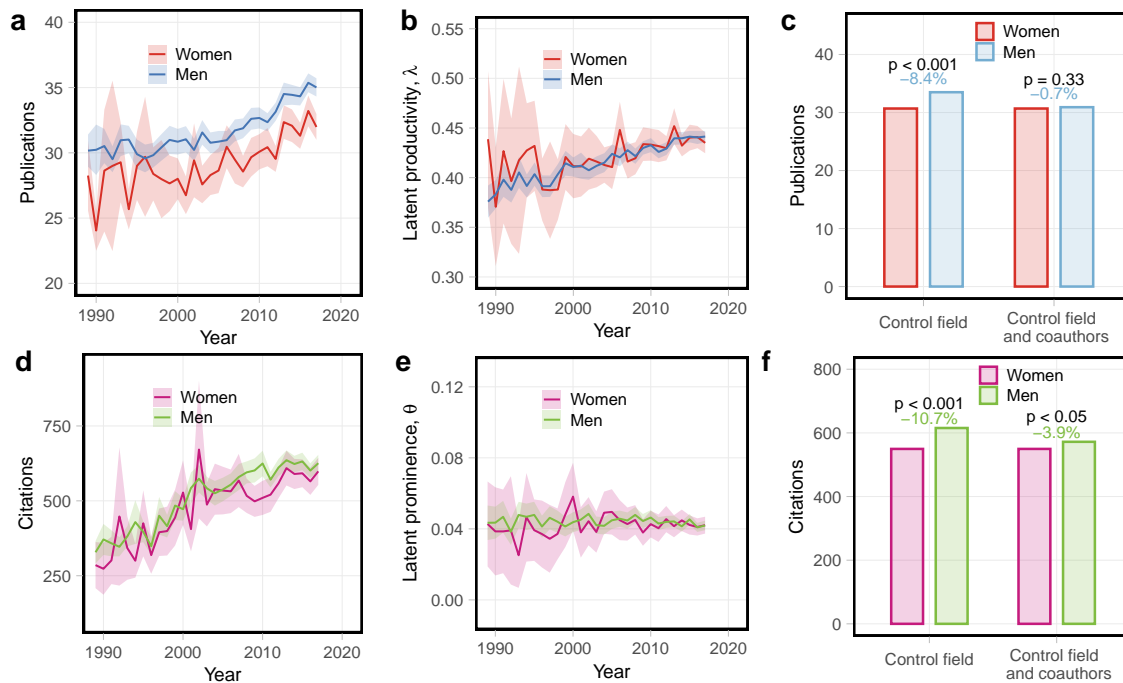 a
40
35
30
25
20
Publications
1990
2000
2010
2020
Year
Women
Men
b
0.55
0.50
0.45
0.40
0.35
0.30
Latent productivity, λ
1990
2000
2010
2020
Year
Women
Men
c
40
30
20
10
0
Publications
Women
Men
p < 0.001
−8.4%
p = 0.33
−0.7%
Control field
Control field
and coauthors
d
750
500
250
Citations
1990
2000
2010
2020
Year
Women
Men
e
0.12
0.08
0.04
0.00
Latent prominence, θ
1990
2000
2010
2020
Year
Women
Men
f
800
600
400
200
0
Citations
Women
Men
p < 0.001
−10.7%
p < 0.05
−3.9%
Control field
Control field
and coauthors